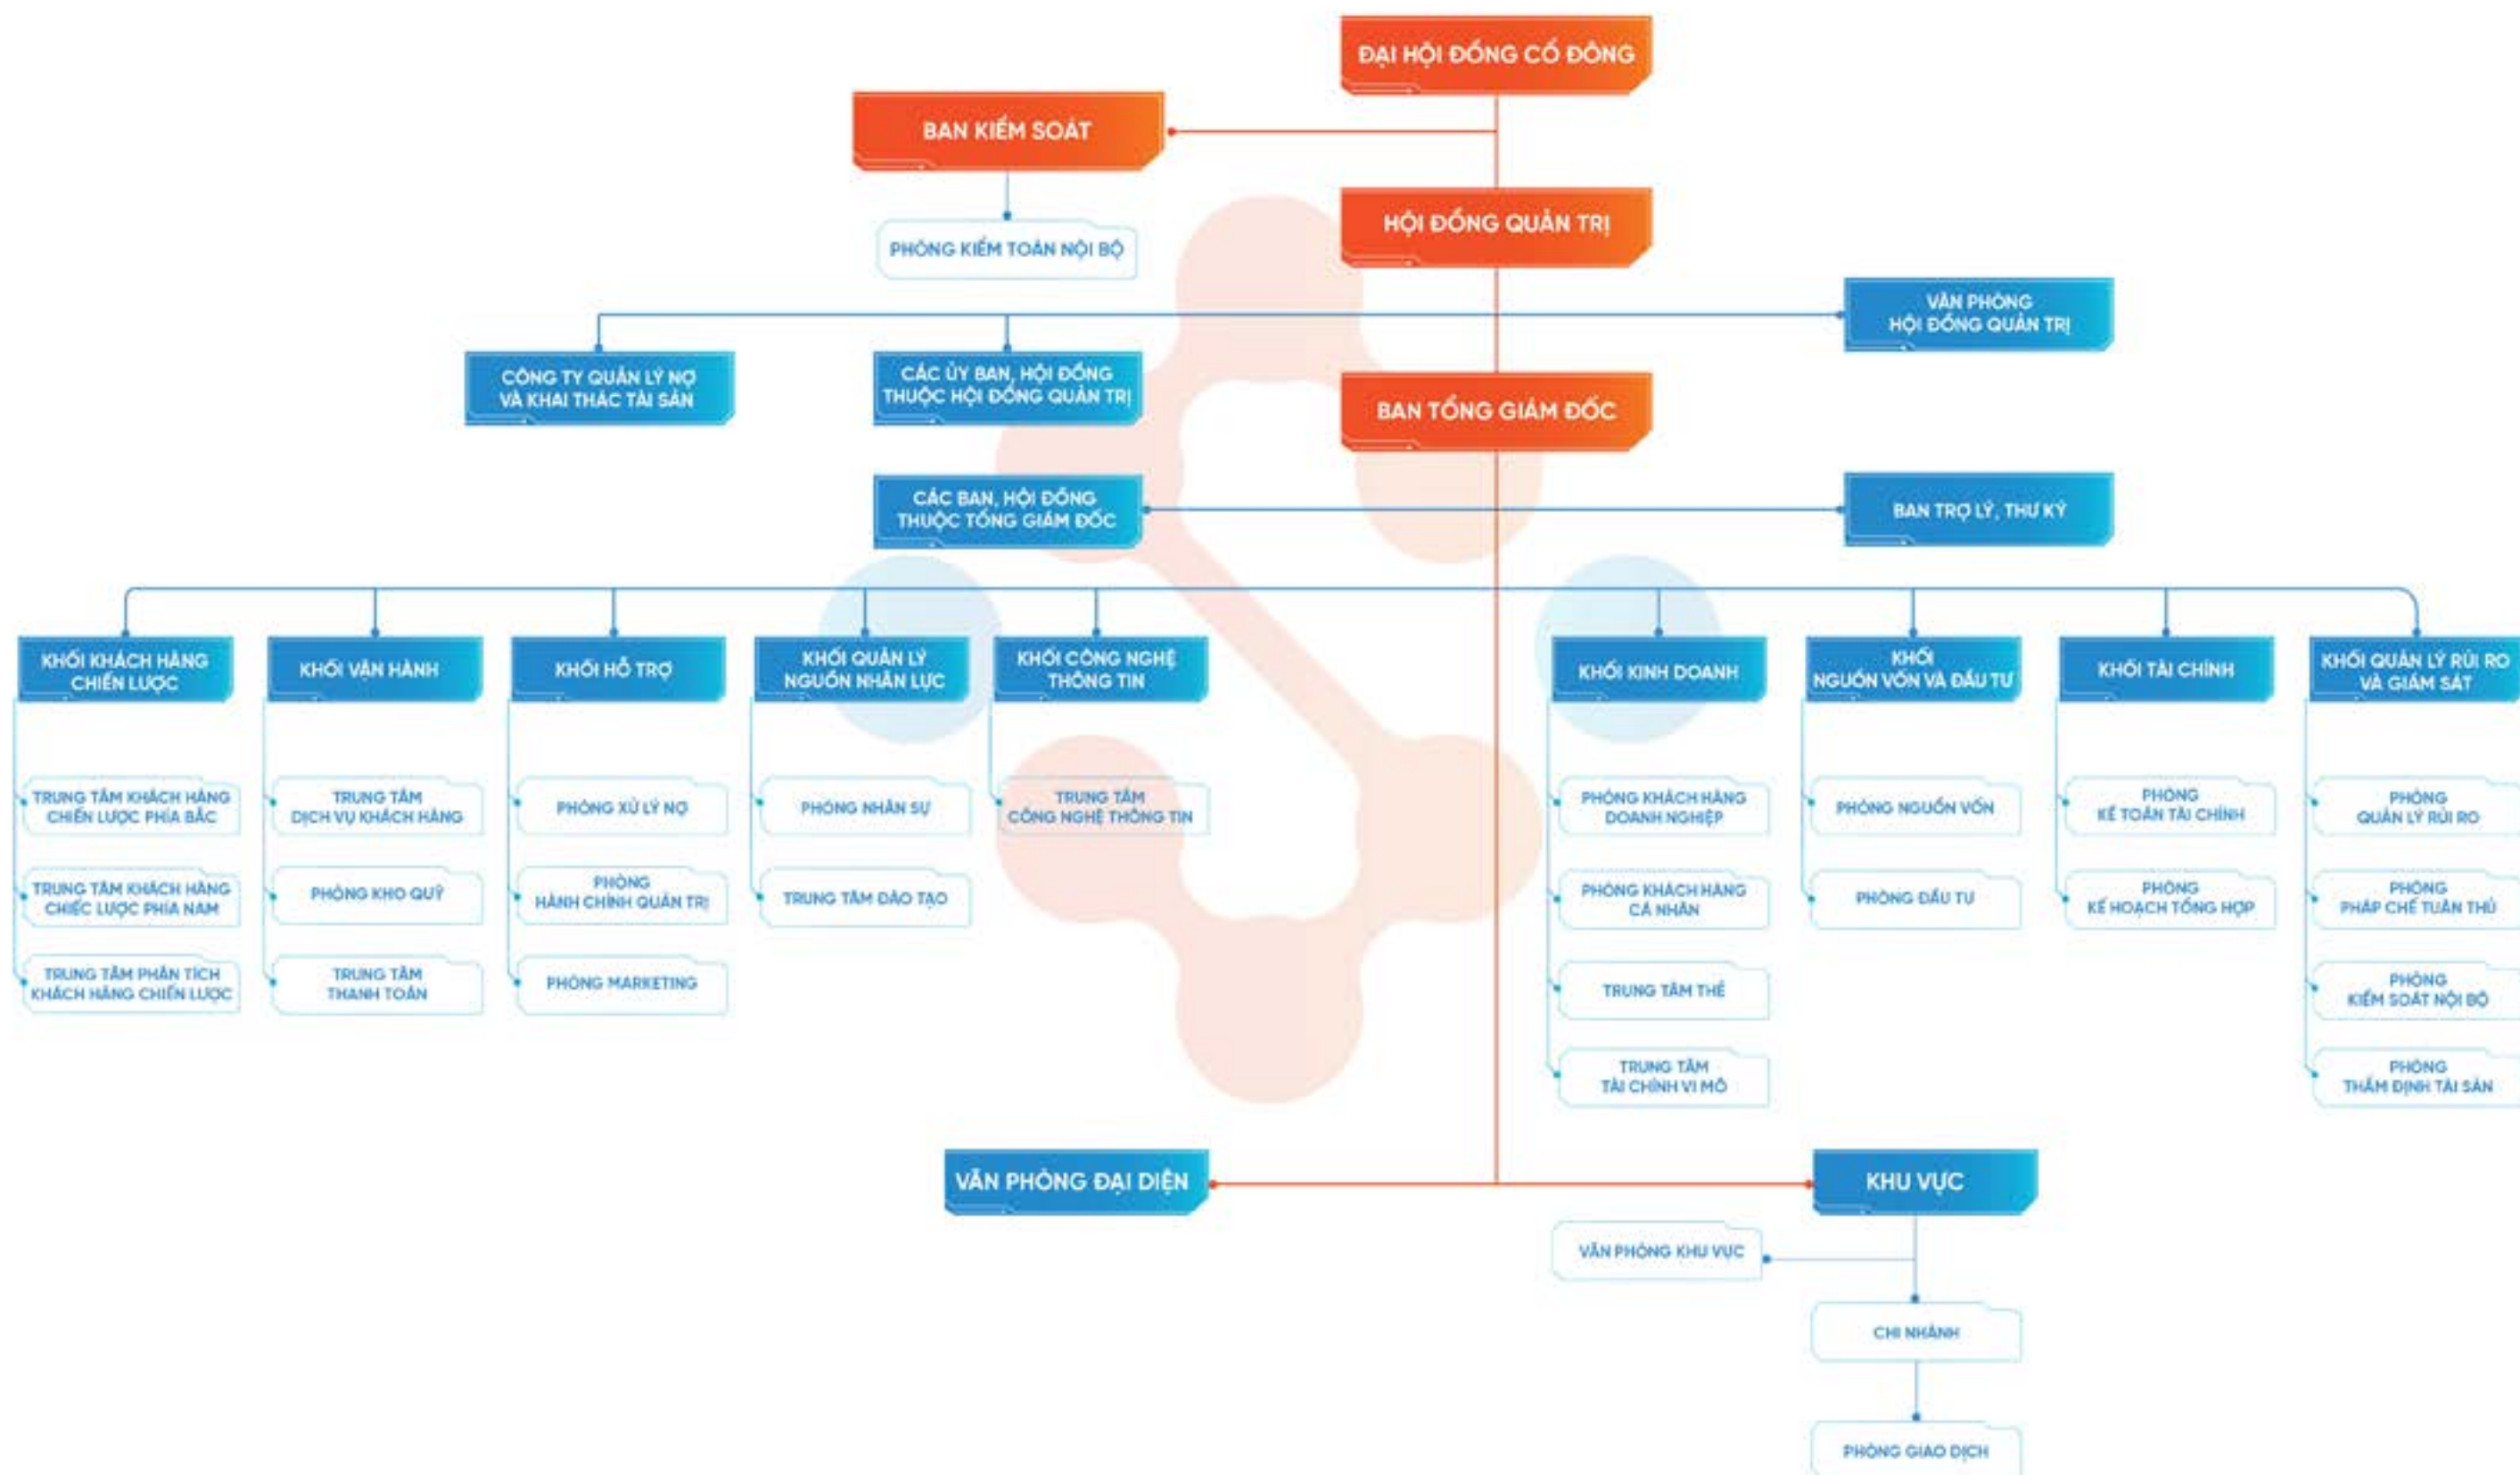 ĐẠI HỘI ĐỒNG CỔ ĐÔNG
BAN KIỂM SOÁT
HỘI ĐỒNG QUẢN TRỊ
PHÒNG KIỂM TOÁN NỘI BỘ
VĂN PHÒNG
HỘI ĐỒNG QUẢN TRỊ
CÔNG TY QUẢN LÝ NỢ
VÀ KHAI THÁC TÀI SẢN
CÁC ỦY BAN, HỘI ĐỒNG
THUỘC HỘI ĐỒNG QUẢN TRỊ
BAN TỔNG GIÁM ĐỐC
CÁC BAN, HỘI ĐỒNG
THUỘC TỔNG GIÁM ĐỐC
BAN TRỢ LÝ, THƯ KÝ
KHỐI KHÁCH HÀNG
CHIẾN LƯỢC
TRUNG TÂM KHÁCH HÀNG
CHIẾN LƯỢC PHÍA BẮC
TRUNG TÂM KHÁCH HÀNG
CHIẾC LƯỢC PHÍA NAM
TRUNG TÂM PHÂN TÍCH
KHÁCH HÀNG CHIẾN LƯỢC
KHỐI VẬN HÀNH
TRUNG TÂM
DỊCH VỤ KHÁCH HÀNG
PHÒNG KHO QUỸ
TRUNG TÂM
THANH TOÁN
KHỐI HỖ TRỢ
PHÒNG XỬ LÝ NỢ
PHÒNG
HÀNH CHÍNH QUẢN TRỊ
PHÒNG MARKETING
KHỐI QUẢN LÝ
NGUỒN NHÂN LỰC
PHÒNG NHÂN SỰ
TRUNG TÂM ĐÀO TẠO
KHỐI CÔNG NGHỆ
THÔNG TIN
TRUNG TÂM
CÔNG NGHỆ THÔNG TIN
KHỐI KINH DOANH
PHÒNG KHÁCH HÀNG
DOANH NGHIỆP
PHÒNG KHÁCH HÀNG
CÁ NHÂN
TRUNG TÂM THẺ
TRUNG TÂM
TÀI CHÍNH VI MÔ
KHỐI
NGUỒN VỐN VÀ ĐẦU TƯ
PHÒNG NGUỒN VỐN
PHÒNG ĐẦU TƯ
KHỐI TÀI CHÍNH
PHÒNG
KẾ TOÁN TÀI CHÍNH
PHÒNG
KẾ HOẠCH TỔNG HỢP
KHỐI QUẢN LÝ RỦI RO
VÀ GIÁM SÁT
PHÒNG
QUẢN LÝ RỦI RO
PHÒNG
PHÁP CHẾ TUÂN THỦ
PHÒNG
KIỂM SOÁT NỘI BỘ
PHÒNG
THẨM ĐỊNH TÀI SẢN
VĂN PHÒNG ĐẠI DIỆN
KHU VỰC
VĂN PHÒNG KHU VỰC
CHI NHÁNH
PHÒNG GIAO DỊCH